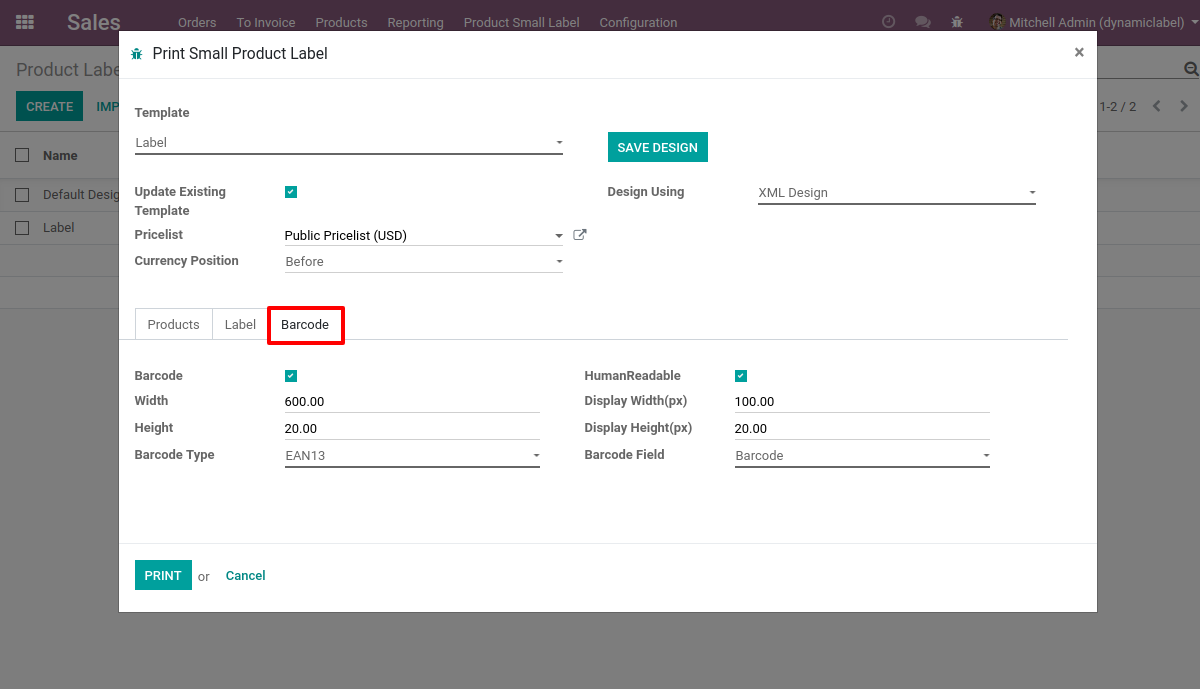 Sales Orders To Invoice Products Reporting Product Small Label Configuration Mitchell Admin (dynamiclabel)
Product Labe
CREATE IMP
1-2 / 2
Name
Default Desig
Label
Print Small Product Label ×
Template
Label
SAVE DESIGN
Update Existing Template
Design Using XML Design
Pricelist Public Pricelist (USD)
Currency Position Before
Products Label Barcode
Barcode HumanReadable
Width 600.00 Display Width(px) 100.00
Height 20.00 Display Height(px) 20.00
Barcode Type EAN13 Barcode Field Barcode
PRINT or Cancel